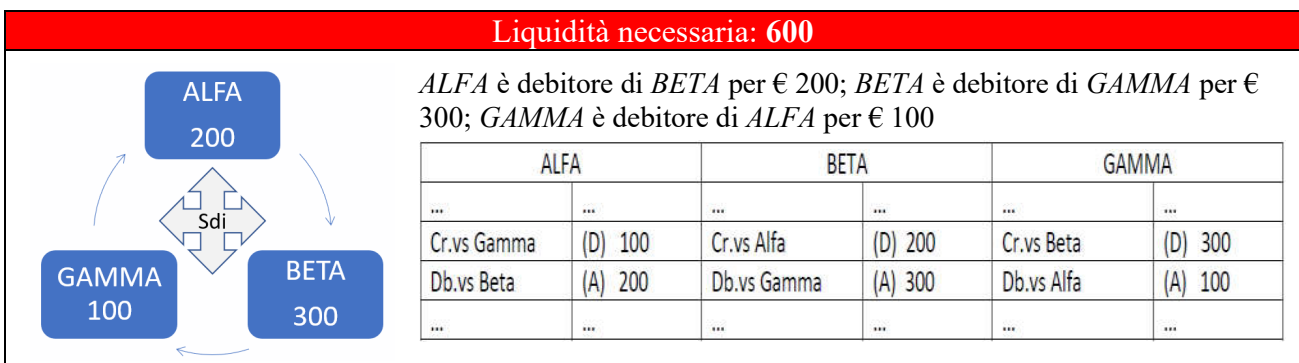 Liquidità necessaria: 600
ALFA
200
Sdi
GAMMA
100
BETA
300
ALFA è debitore di BETA per € 200; BETA è debitore di GAMMA per €
300; GAMMA è debitore di ALFA per € 100
ALFA BETA GAMMA
... ... ... ... ... ...
Cr.vs Gamma (D) 100 Cr.vs Alfa (D) 200 Cr.vs Beta (D) 300
Db.vs Beta (A) 200 Db.vs Gamma (A) 300 Db.vs Alfa (A) 100
... ... ... ... ... ...